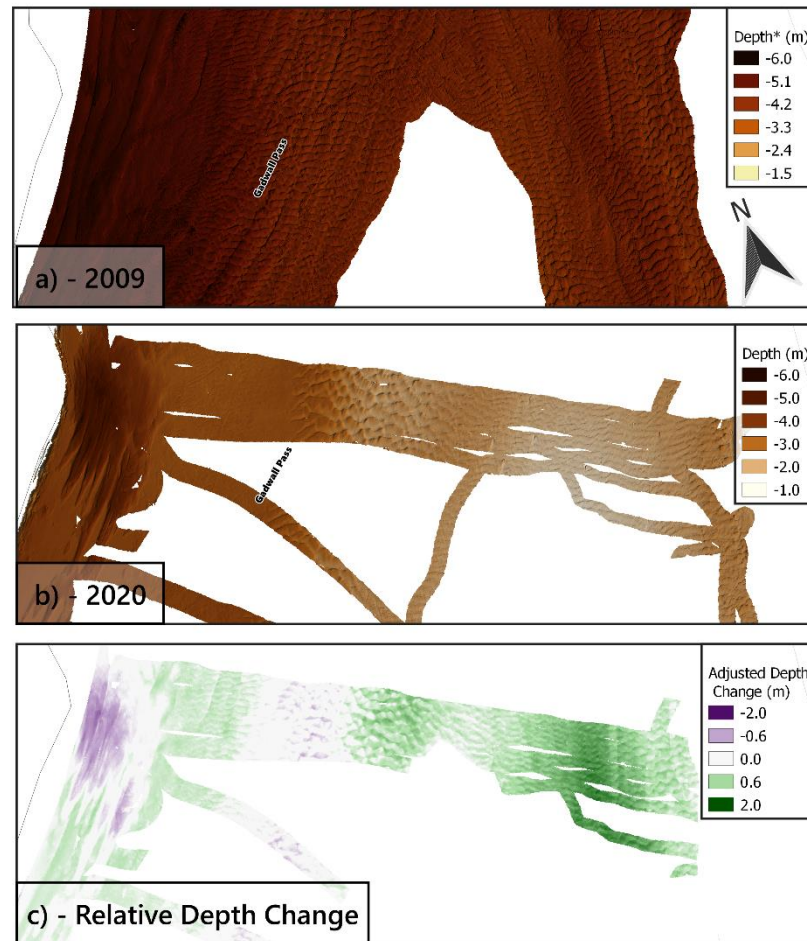 Depth* (m)
-6.0
-5.1
-4.2
-3.3
-2.4
-1.5
Gadwall Pass
N
a) - 2009
Depth (m)
-6.0
-5.0
-4.0
-3.0
-2.0
-1.0
Gadwall Pass
b) - 2020
Adjusted Depth
Change (m)
-2.0
-0.6
0.0
0.6
2.0
c) - Relative Depth Change